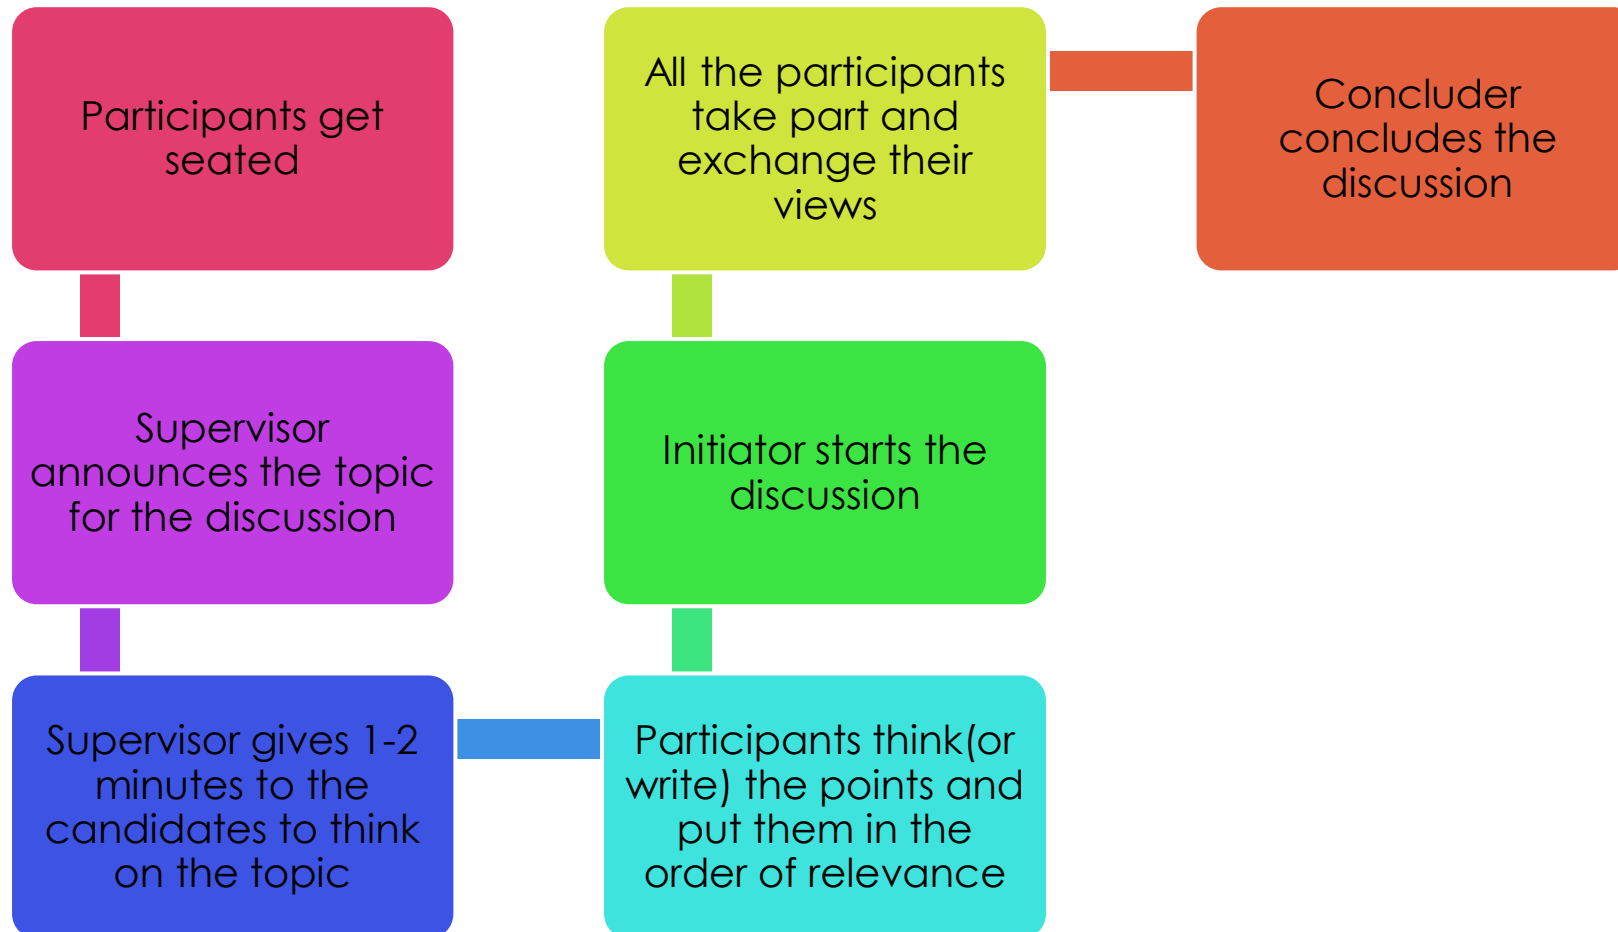 Participants get
seated
Supervisor
announces the topic
for the discussion
Supervisor gives 1-2
minutes to the
candidates to think
on the topic
Participants think(or
write) the points and
put them in the
order of relevance
Initiator starts the
discussion
All the participants
take part and
exchange their
views
Concluder
concludes the
discussion